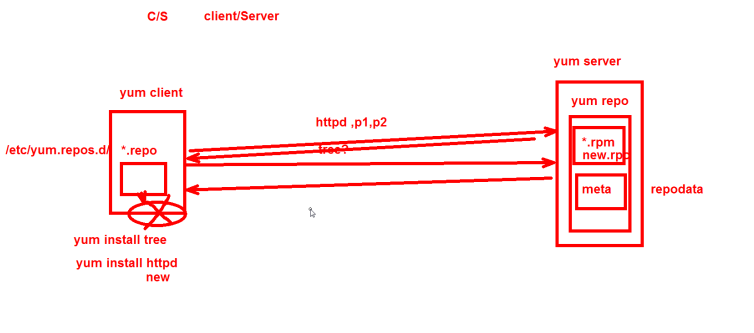 C/S client/Server
yum server
yum client
yum repo
httpd ,p1,p2
/etc/yum.repos.d/ *.repo
tree?
*.rpm
new.rp
meta
repodata
yum install tree
yum install httpd
new